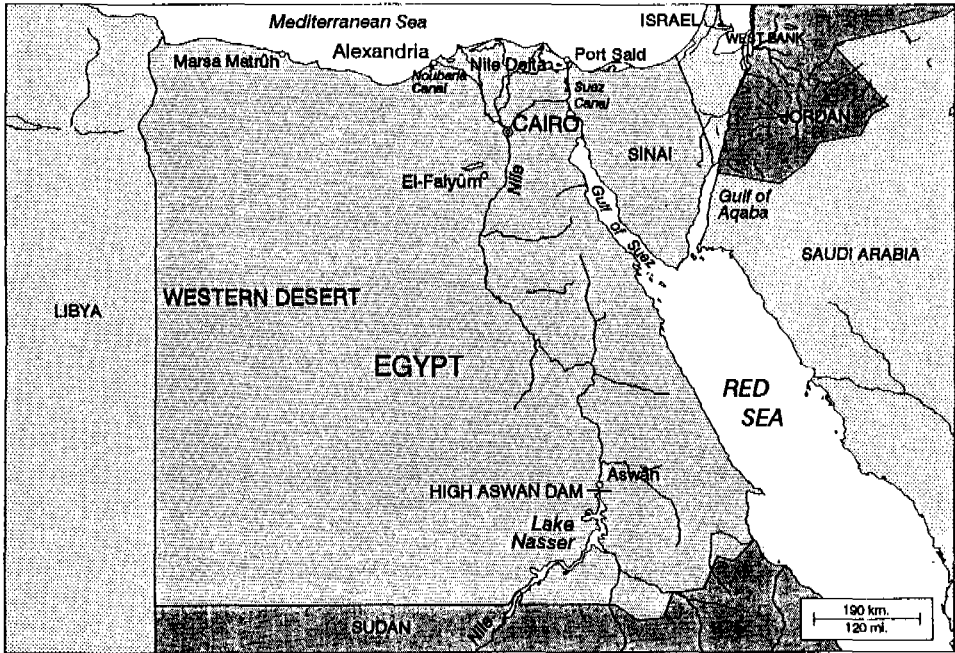 Mediterranean Sea
ISRAEL
WEST BANK
Alexandria
Marsa Matrûh
Noubaria
Canal
Nile Delta
Port Said
Suez
Canal
CAIRO
JORDAN
SINAI
El-Faiyûm
Nile
Gulf of Suez
Gulf of
Aqaba
SAUDI ARABIA
LIBYA
WESTERN DESERT
EGYPT
RED
SEA
Aswân
HIGH ASWAN DAM
Lake
Nasser
Nile
SUDAN
190 km.
120 mi.